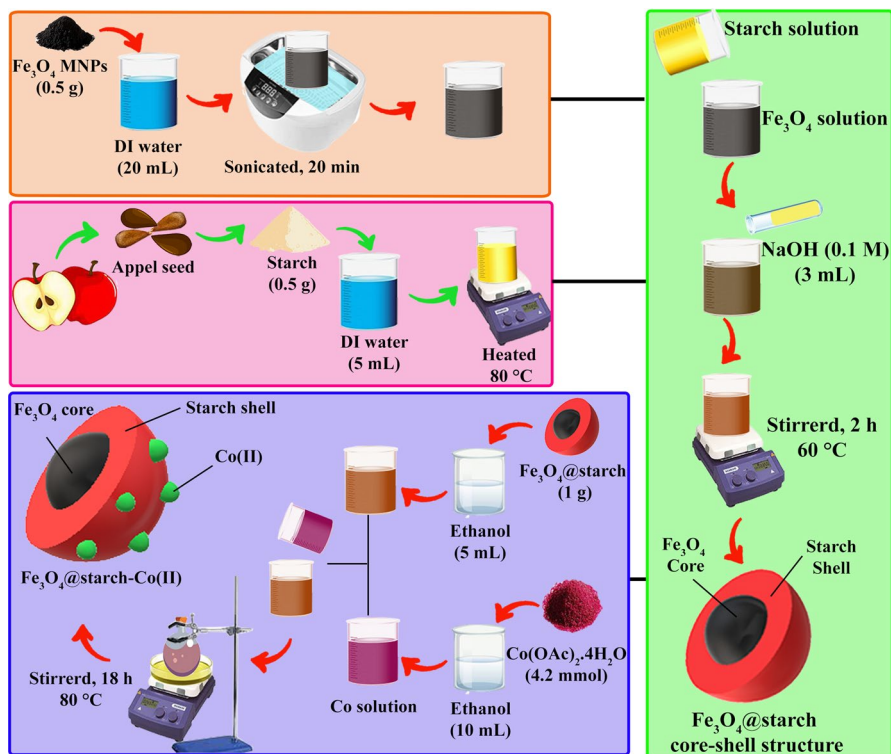 Fe₃O₄ MNPs
(0.5 g)
DI water
(20 mL)
Sonicated, 20 min
Appel seed
Starch
(0.5 g)
DI water
(5 mL)
Heated
80 °C
Fe₃O₄ core
Starch shell
Co(II)
Fe₃O₄@starch-Co(II)
Fe₃O₄@starch
(1 g)
Ethanol
(5 mL)
Co(OAc)₂.4H₂O
(4.2 mmol)
Ethanol
(10 mL)
Co solution
Stirrerd, 18 h
80 °C
Starch solution
Fe₃O₄ solution
NaOH (0.1 M)
(3 mL)
Stirrerd, 2 h
60 °C
Fe₃O₄
Core
Starch
Shell
Fe₃O₄@starch
core-shell structure